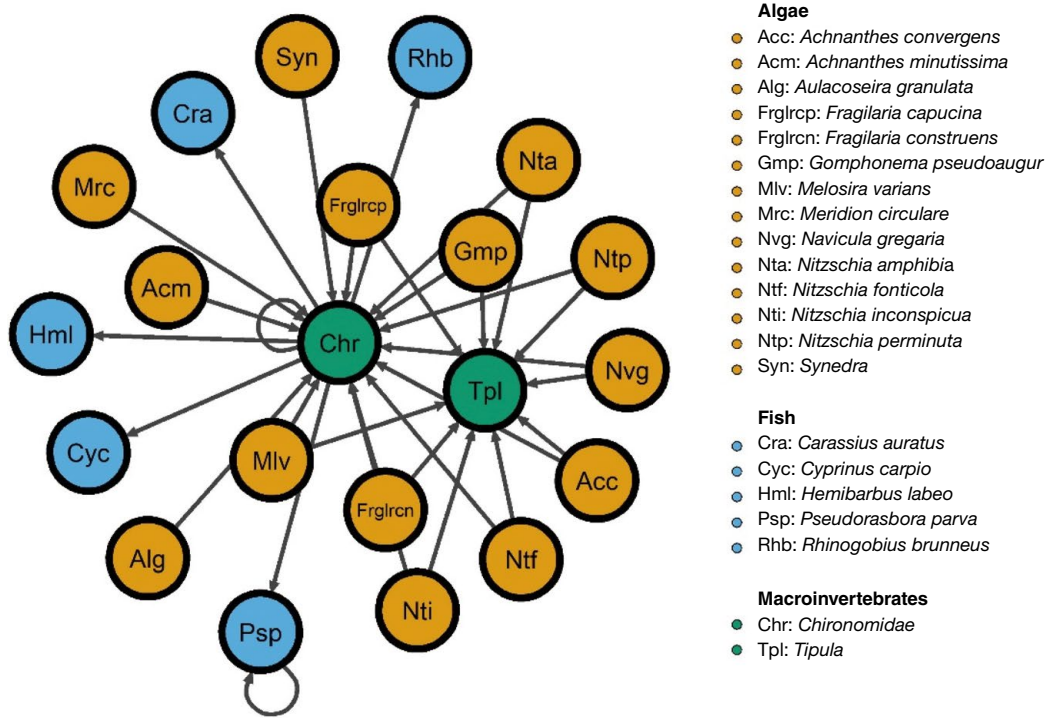 Syn
Rhb
Cra
Mrc
Frglrcp
Nta
Gmp
Ntp
Acm
Hml
Chr
Tpl
Nvg
Cyc
Mlv
Acc
Frglrcn
Alg
Ntf
Nti
Psp
Algae
Acc: Achnanthes convergens
Acm: Achnanthes minutissima
Alg: Aulacoseira granulata
Frglrcp: Fragilaria capucina
Frglrcn: Fragilaria construens
Gmp: Gomphonema pseudoaugur
Mlv: Melosira varians
Mrc: Meridion circulare
Nvg: Navicula gregaria
Nta: Nitzschia amphibia
Ntf: Nitzschia fonticola
Nti: Nitzschia inconspicua
Ntp: Nitzschia perminuta
Syn: Synedra
Fish
Cra: Carassius auratus
Cyc: Cyprinus carpio
Hml: Hemibarbus labeo
Psp: Pseudorasbora parva
Rhb: Rhinogobius brunneus
Macroinvertebrates
Chr: Chironomidae
Tpl: Tipula